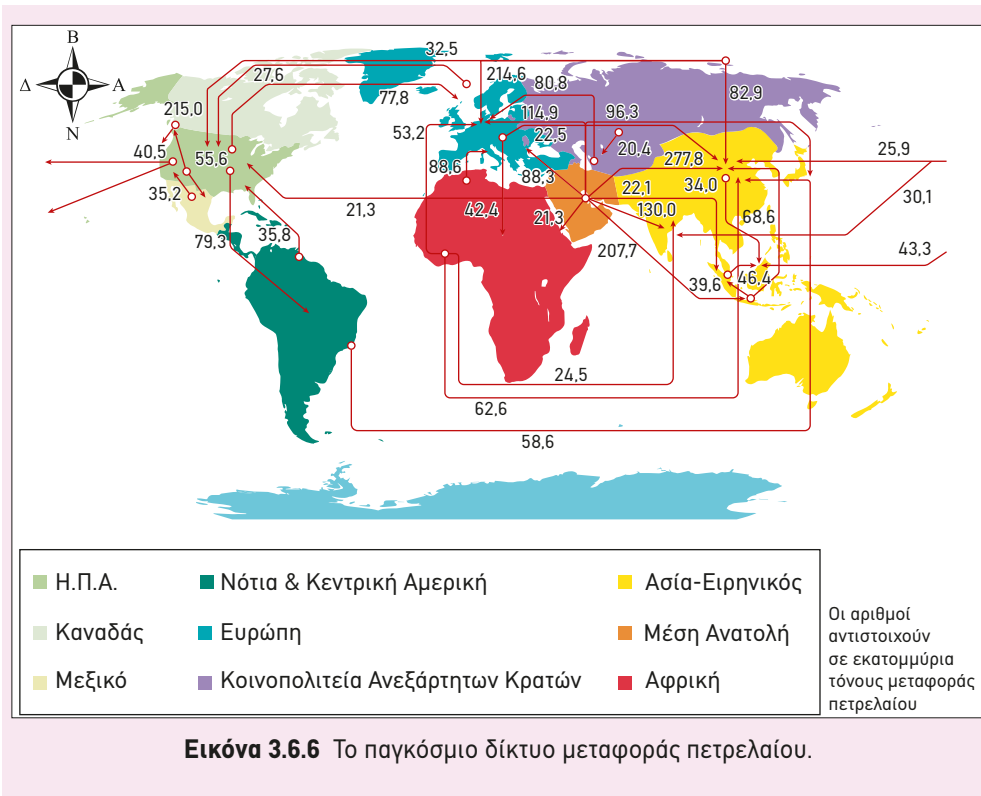 Β
Δ Α
Ν
32,5
27,6
214,6
80,8
77,8
82,9
215,0
114,9
96,3
53,2
22,5
20,4
40,5
55,6
277,8
25,9
88,6
88,3
35,2
22,1
34,0
30,1
21,3
42,4
21,3
130,0
68,6
79,3
35,8
207,7
43,3
39,6
46,4
24,5
62,6
58,6
Η.Π.Α.
Νότια & Κεντρική Αμερική
Ασία-Ειρηνικός
Καναδάς
Ευρώπη
Μέση Ανατολή
Μεξικό
Κοινοπολιτεία Ανεξάρτητων Κρατών
Αφρική
Οι αριθμοί
αντιστοιχούν
σε εκατομμύρια
τόνους μεταφοράς
πετρελαίου
Εικόνα 3.6.6 Το παγκόσμιο δίκτυο μεταφοράς πετρελαίου.